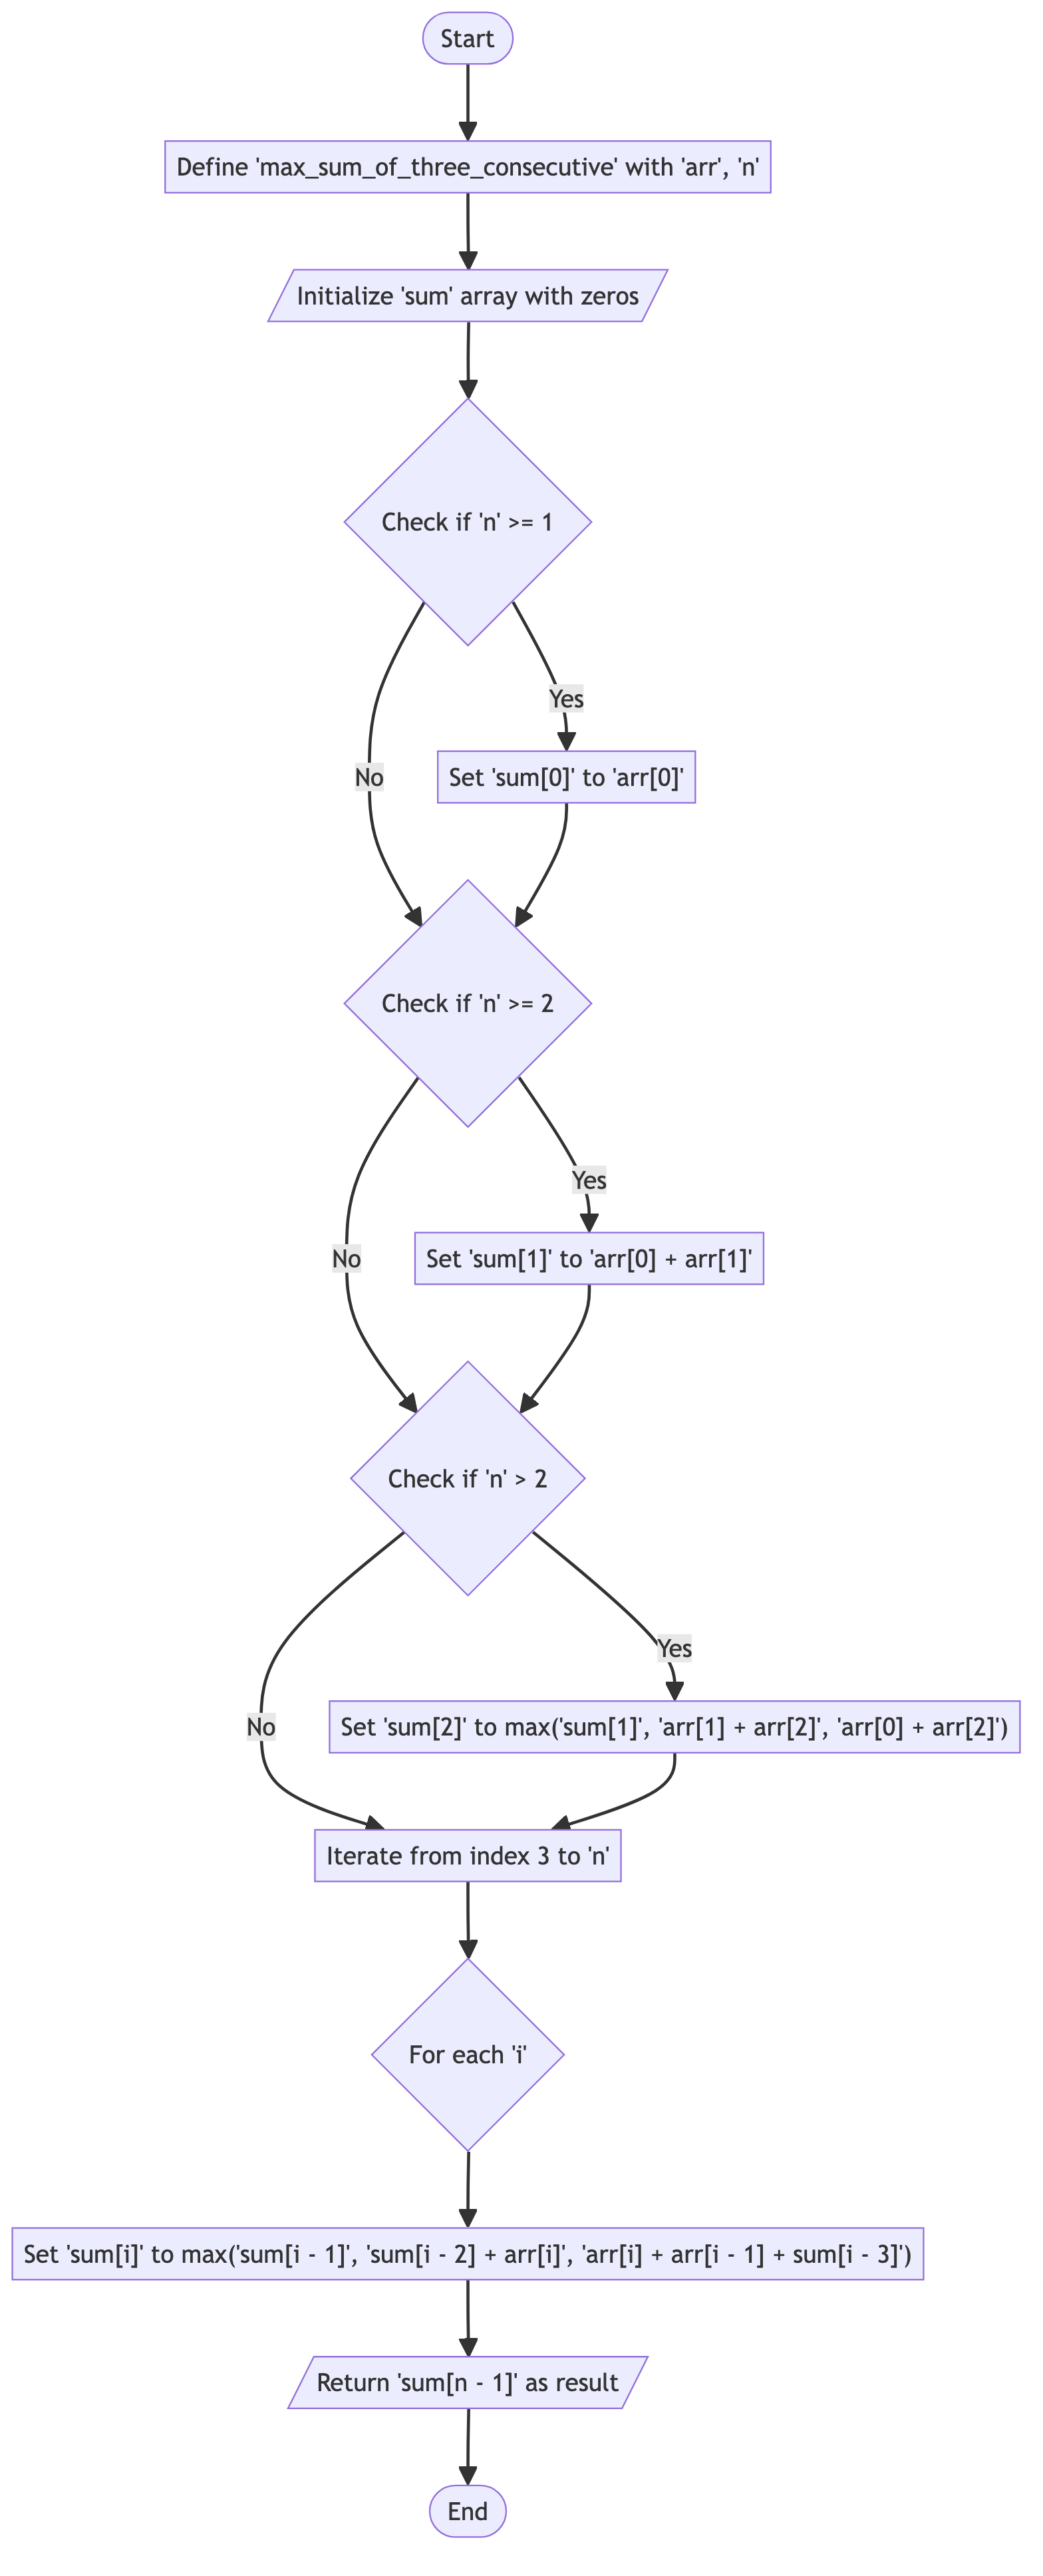 Start
Define 'max_sum_of_three_consecutive' with 'arr', 'n'
Initialize 'sum' array with zeros
Check if 'n' >= 1
Yes
No
Set 'sum[0]' to 'arr[0]'
Check if 'n' >= 2
Yes
No
Set 'sum[1]' to 'arr[0] + arr[1]'
Check if 'n' > 2
Yes
No
Set 'sum[2]' to max('sum[1]', 'arr[1] + arr[2]', 'arr[0] + arr[2]')
Iterate from index 3 to 'n'
For each 'i'
Set 'sum[i]' to max('sum[i - 1]', 'sum[i - 2] + arr[i]', 'arr[i] + arr[i - 1] + sum[i - 3]')
Return 'sum[n - 1]' as result
End